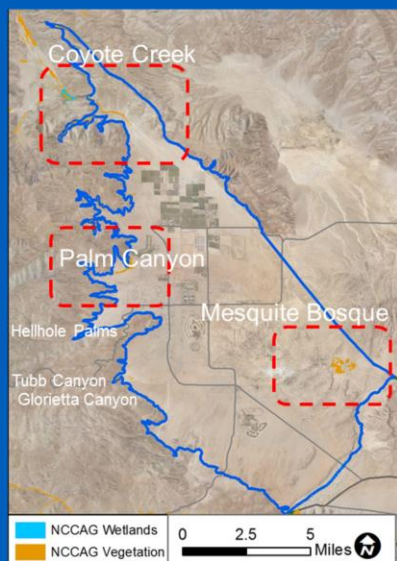 Coyote Creek
Palm Canyon
Mesquite Bosque
Hellhole Palms
Tubb Canyon
Glorietta Canyon
NCCAG Wetlands
NCCAG Vegetation
0 2.5 5
Miles N